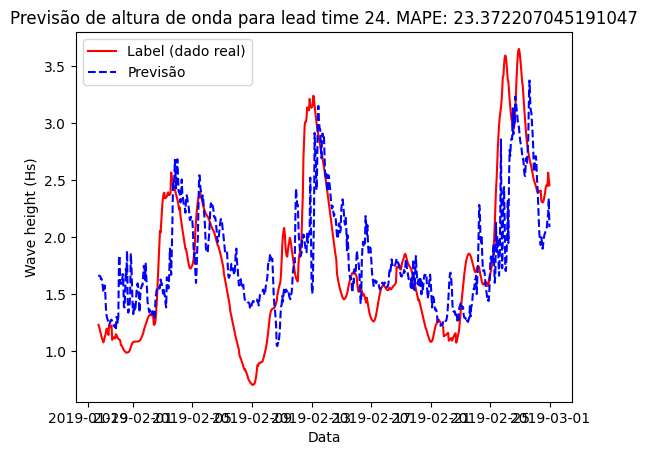 Previsão de altura de onda para lead time 24. MAPE: 23.372207045191047
Label (dado real)
Previsão
Wave height (Hs)
3.5
3.0
2.5
2.0
1.5
1.0
2019-01-29 2019-02-01 2019-02-05 2019-02-09 2019-02-13 2019-02-17 2019-02-21 2019-02-25 2019-03-01
Data